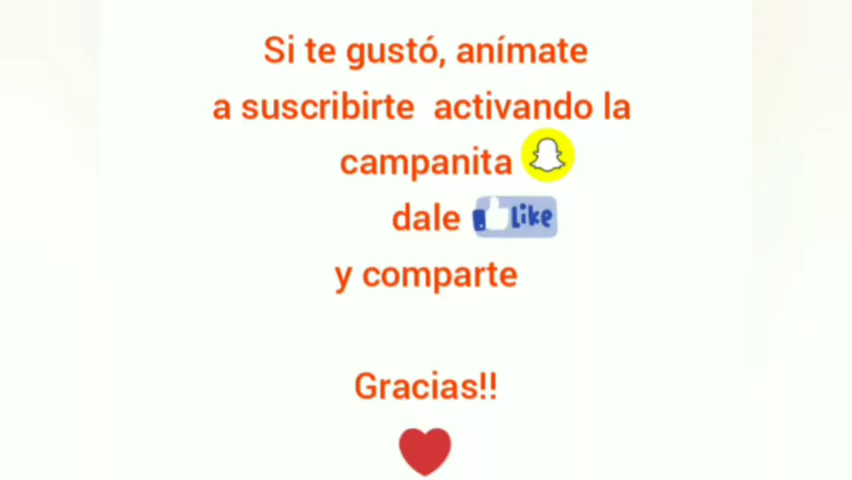 Si te gustó, anímate
a suscribirte activando la
campanita
dale like
y comparte
Gracias!!